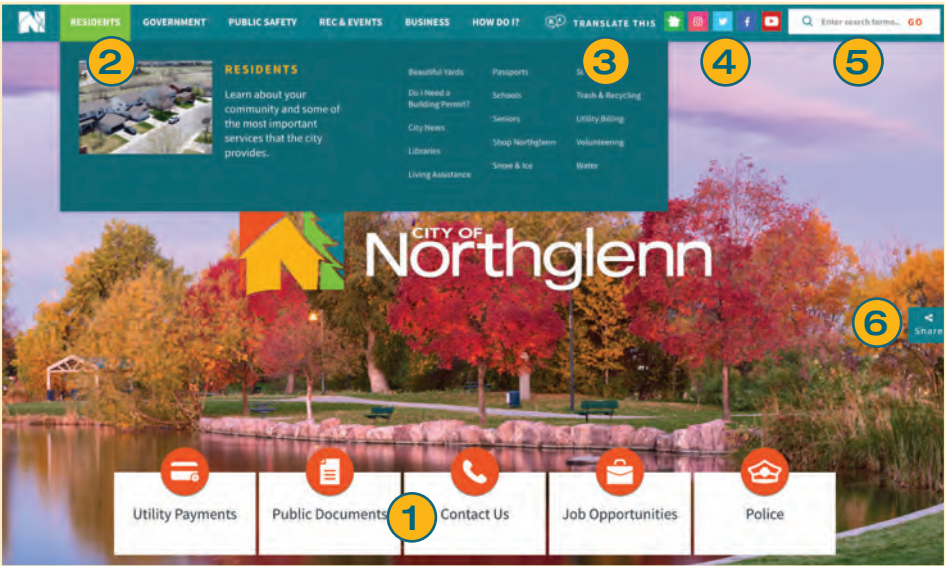 N
RESIDENTS
GOVERNMENT
PUBLIC SAFETY
REC & EVENTS
BUSINESS
HOW DO I?
TRANSLATE THIS
Enter search terms... GO
2
3
4
5
RESIDENTS
Learn about your
community and some of
the most important
services that the city
provides.
Beautiful Yards
Do I Need a
Building Permit?
City News
Libraries
Living Assistance
Passports
Schools
Seniors
Shop Northglenn
Snow & Ice
Trash & Recycling
Utility Billing
Volunteering
Water
CITY OF
Northglenn
6
Share
Utility Payments
Public Documents
1
Contact Us
Job Opportunities
Police